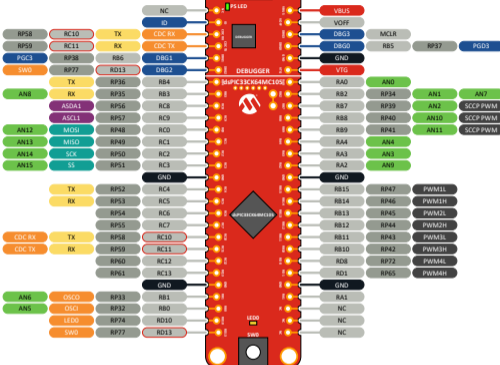 NC PS LED VBUS
ID VOFF
RP58 RC10 TX CDC RX DBG3 MCLR
RP59 RC11 RX CDC TX DBG0 RB5 RP37 PGD3
PGC3 RP38 RB6 DBG1 GND
SW0 RP77 RD13 DBG2 DEBUGGER VTG
TX RP36 RB4 dsPIC33CK64MC105 RA0 AN0
AN8 RX RP35 RB3 RB2 RP34 AN1 AN7
ASDA1 RP56 RC8 RB7 RP39 AN2 SCCP PWM
ASCL1 RP57 RC9 RB8 RP40 AN10 SCCP PWM
AN12 MOSI RP48 RC0 RB9 RP41 AN11 SCCP PWM
AN13 MISO RP49 RC1 RA4 AN4
AN14 SCK RP50 RC2 RA3 AN3
AN15 SS RP51 RC3 RA2 AN9
GND GND
TX RP52 RC4 RB15 RP47 PWM1L
RX RP53 RC5 RB14 RP46 PWM1H
RP54 RC6 dsPIC33CK64MC105 RB13 RP45 PWM2L
RP55 RC7 RB12 RP44 PWM2H
CDC RX TX RP58 RC10 RB11 RP43 PWM3L
CDC TX RX RP59 RC11 RB10 RP42 PWM3H
RP60 RC12 RD8 RP72 PWM4L
RP61 RC13 RD1 RP65 PWM4H
GND GND
AN6 OSCO RP33 RB1 RA1
AN5 OSCI RP32 RB0 NC
LED0 RP74 RD10 LED0 NC
SW0 RP77 RD13 SW0 NC